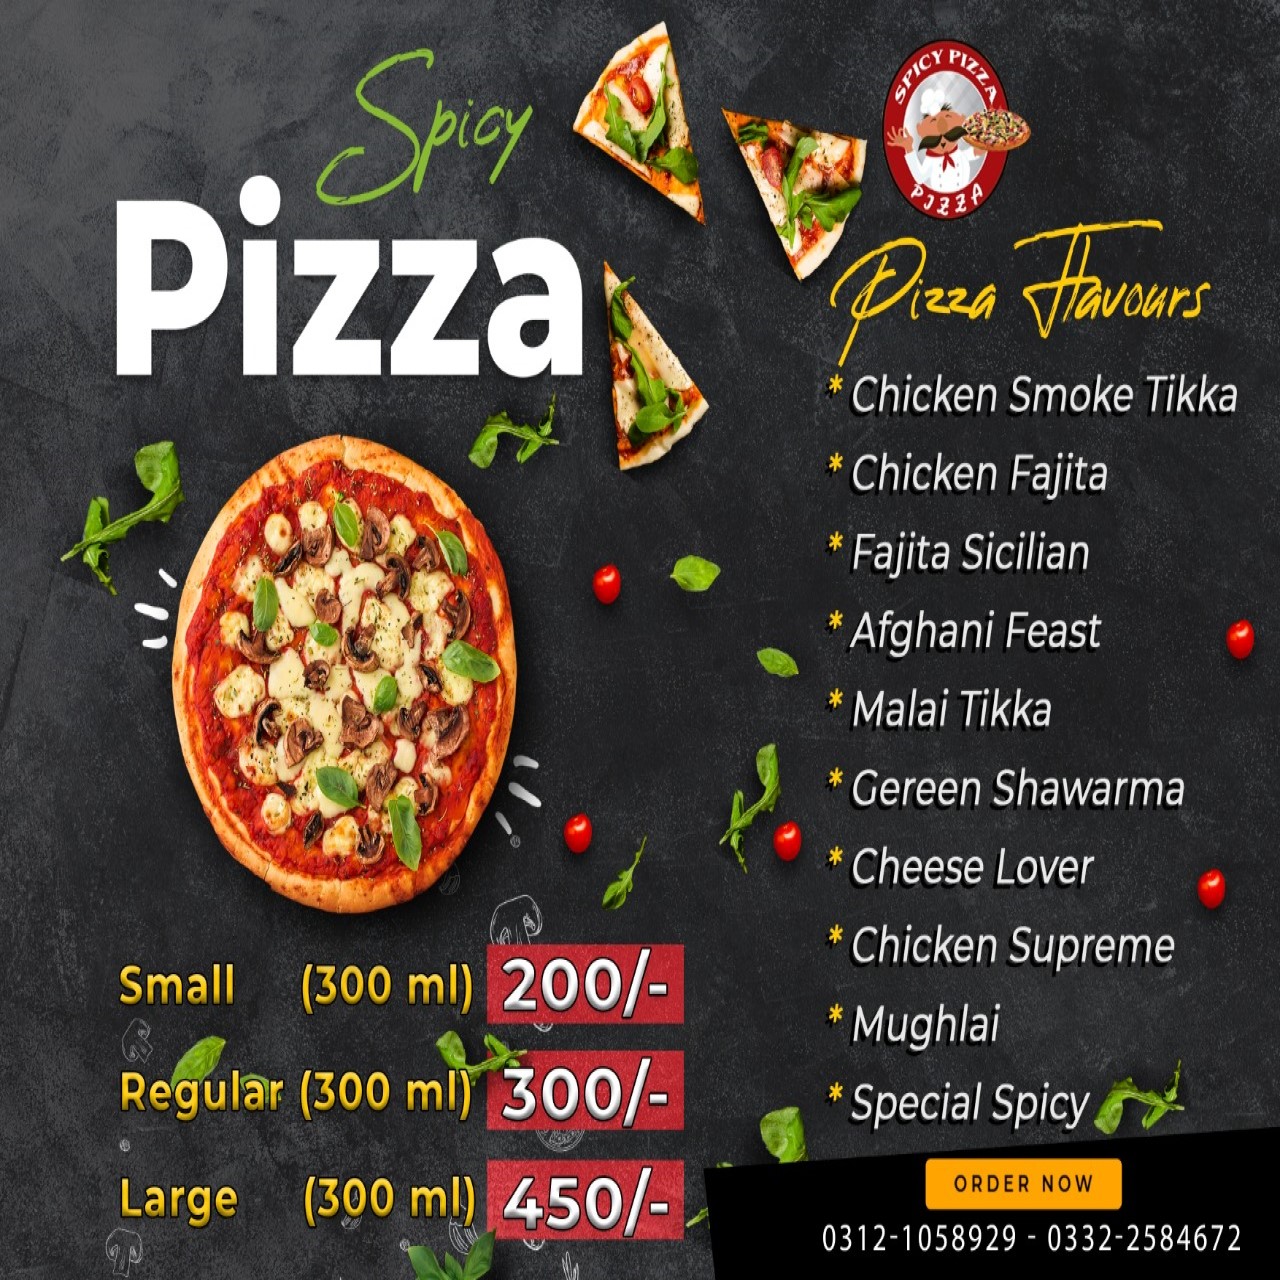 Spicy
Pizza
SPICY PIZZA
PIZZA
Pizza Flavours
* Chicken Smoke Tikka
* Chicken Fajita
* Fajita Sicilian
* Afghani Feast
* Malai Tikka
* Gereen Shawarma
* Cheese Lover
* Chicken Supreme
* Mughlai
* Special Spicy
Small (300 ml) 200/-
Regular (300 ml) 300/-
Large (300 ml) 450/-
ORDER NOW
0312-1058929 - 0332-2584672